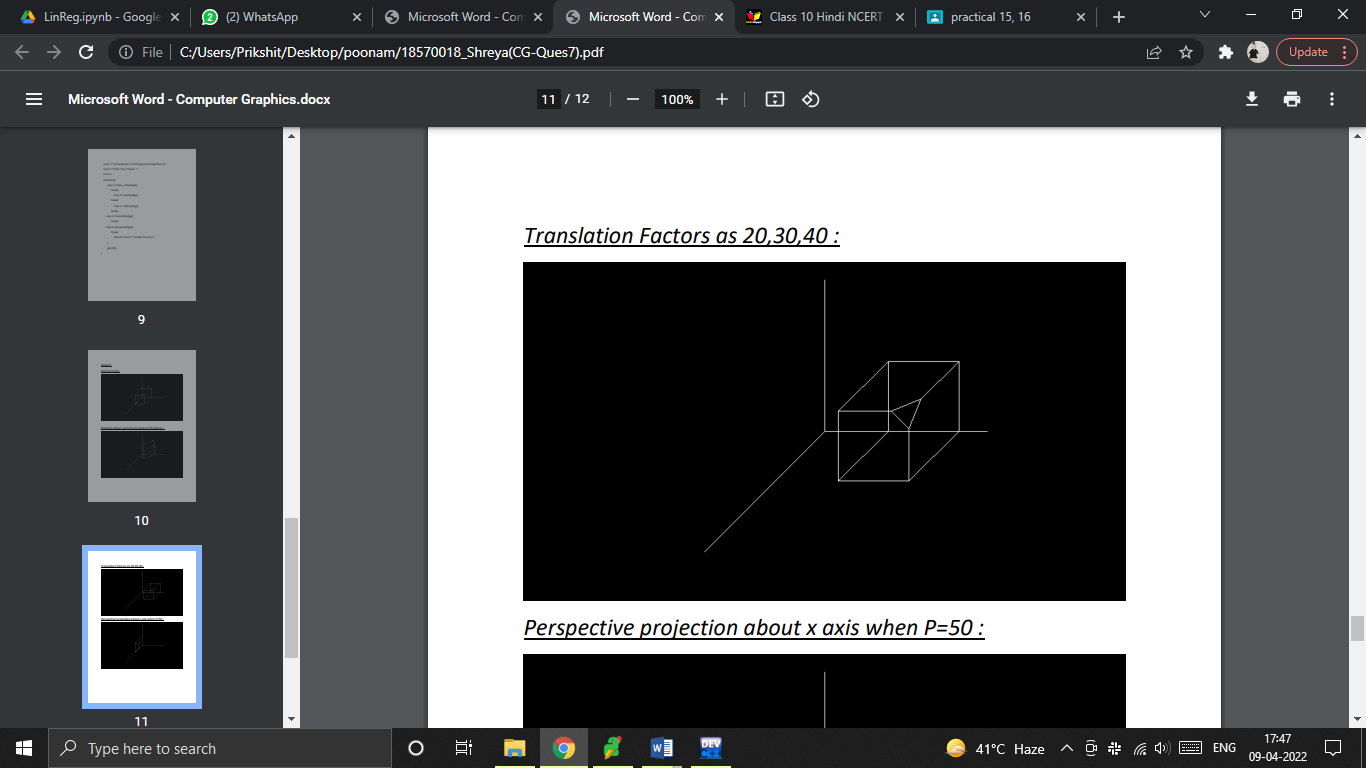 LinReg.ipynb - Google
(2) WhatsApp
Microsoft Word - Com
Microsoft Word - Com
Class 10 Hindi NCERT
practical 15, 16
File
C:/Users/Prikshit/Desktop/poonam/18570018_Shreya(CG-Ques7).pdf
Update
Microsoft Word - Computer Graphics.docx
11 / 12
100%
9
10
11
Translation Factors as 20,30,40 :
Perspective projection about x axis when P=50 :
Type here to search
DEV
41°C Haze
ENG
17:47
09-04-2022